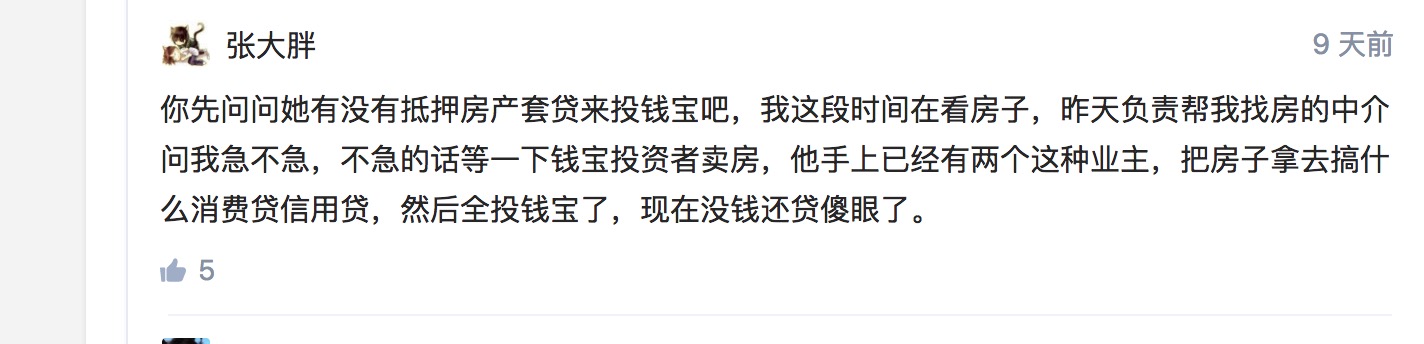 张大胖
9 天前
你先问问她有没有抵押房产套贷来投钱宝吧，我这段时间在看房子，昨天负责帮我找房的中介
问我急不急，不急的话等一下钱宝投资者卖房，他手上已经有两个这种业主，把房子拿去搞什
么消费贷信用贷，然后全投钱宝了，现在没钱还贷傻眼了。
5